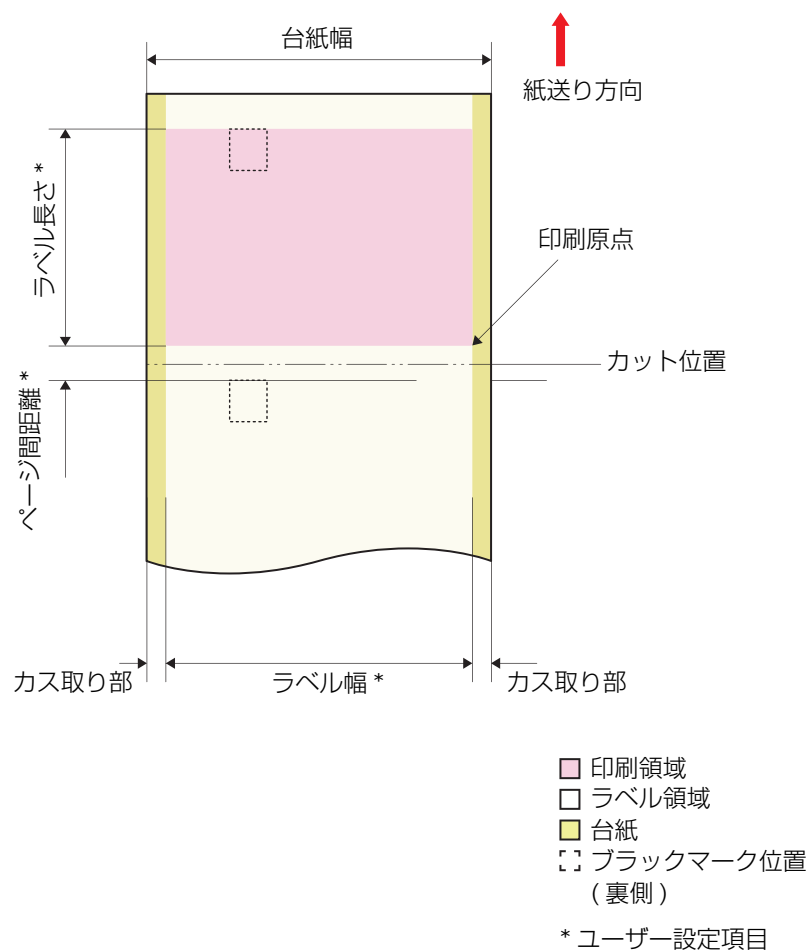 台紙幅
紙送り方向
ラベル長さ *
印刷原点
カット位置
ページ間距離 *
カス取り部
ラベル幅 *
カス取り部
印刷領域
ラベル領域
台紙
ブラックマーク位置
( 裏側 )
* ユーザー設定項目